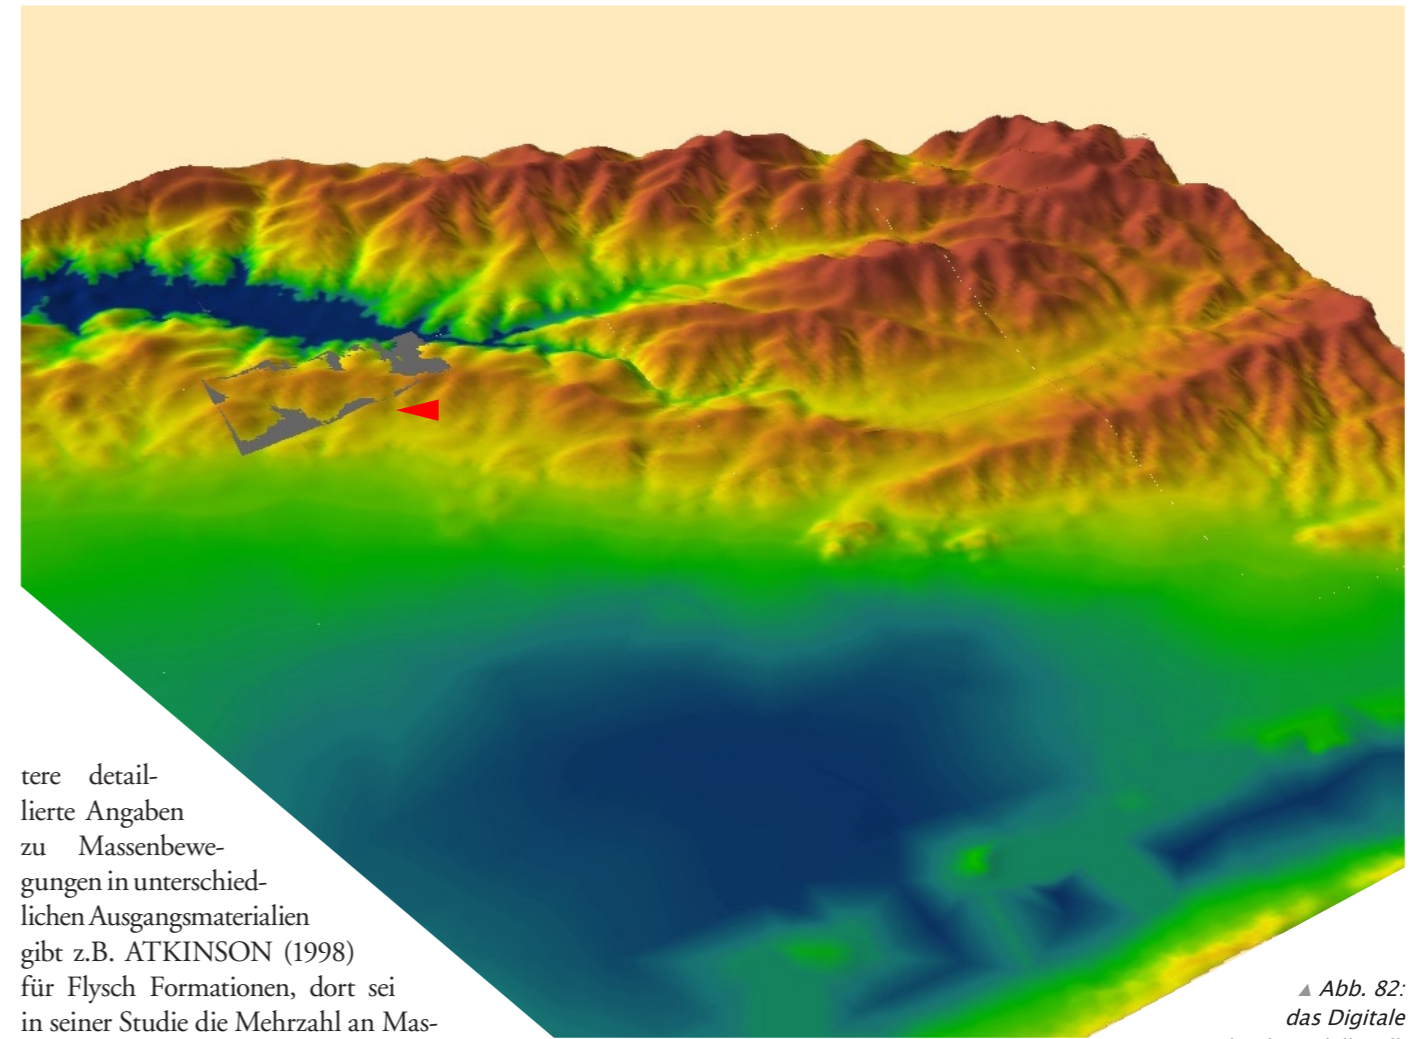 tere detail-
lierte Angaben
zu Massenbewe-
gungen in unterschied-
lichen Ausgangsmaterialien
gibt z.B. ATKINSON (1998)
für Flysch Formationen, dort sei
in seiner Studie die Mehrzahl an Mas-
▲ Abb. 82:
das Digitale